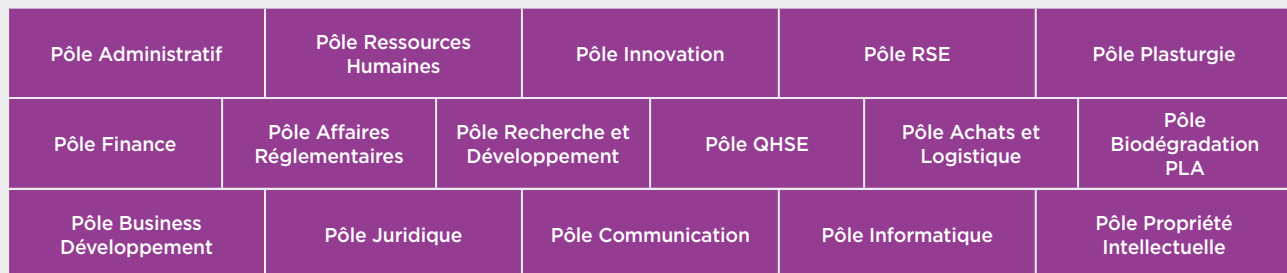 Pôle Administratif
Pôle Ressources
Humaines
Pôle Innovation
Pôle RSE
Pôle Plasturgie
Pôle Finance
Pôle Affaires
Réglementaires
Pôle Recherche et
Développement
Pôle QHSE
Pôle Achats et
Logistique
Pôle
Biodégradation
PLA
Pôle Business
Développement
Pôle Juridique
Pôle Communication
Pôle Informatique
Pôle Propriété
Intellectuelle